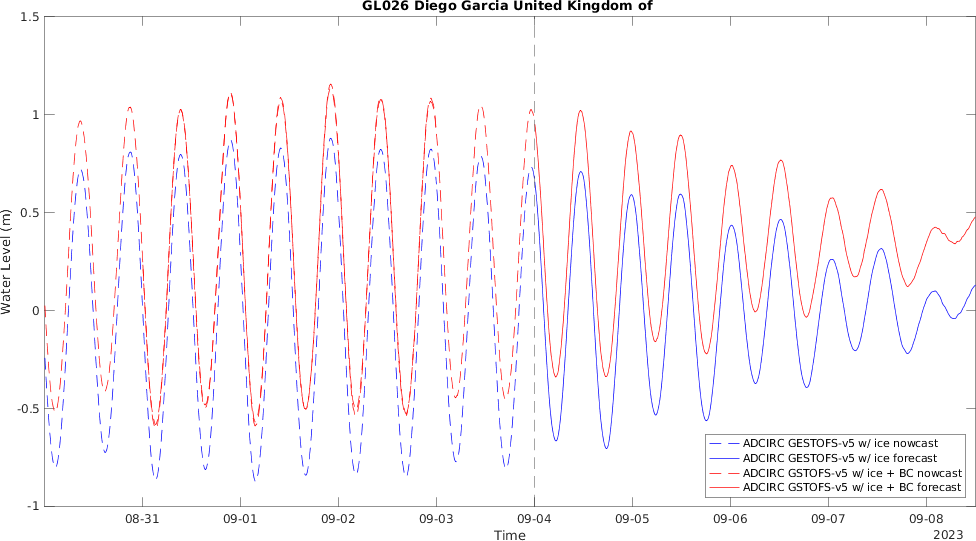 GL026 Diego Garcia United Kingdom of
1.5
1
0.5
0
-0.5
-1
Water Level (m)
08-31
09-01
09-02
09-03
09-04
09-05
09-06
09-07
09-08
Time
2023
ADCIRC GESTOFS-v5 w/ ice nowcast
ADCIRC GESTOFS-v5 w/ ice forecast
ADCIRC GSTOFS-v5 w/ ice + BC nowcast
ADCIRC GSTOFS-v5 w/ ice + BC forecast